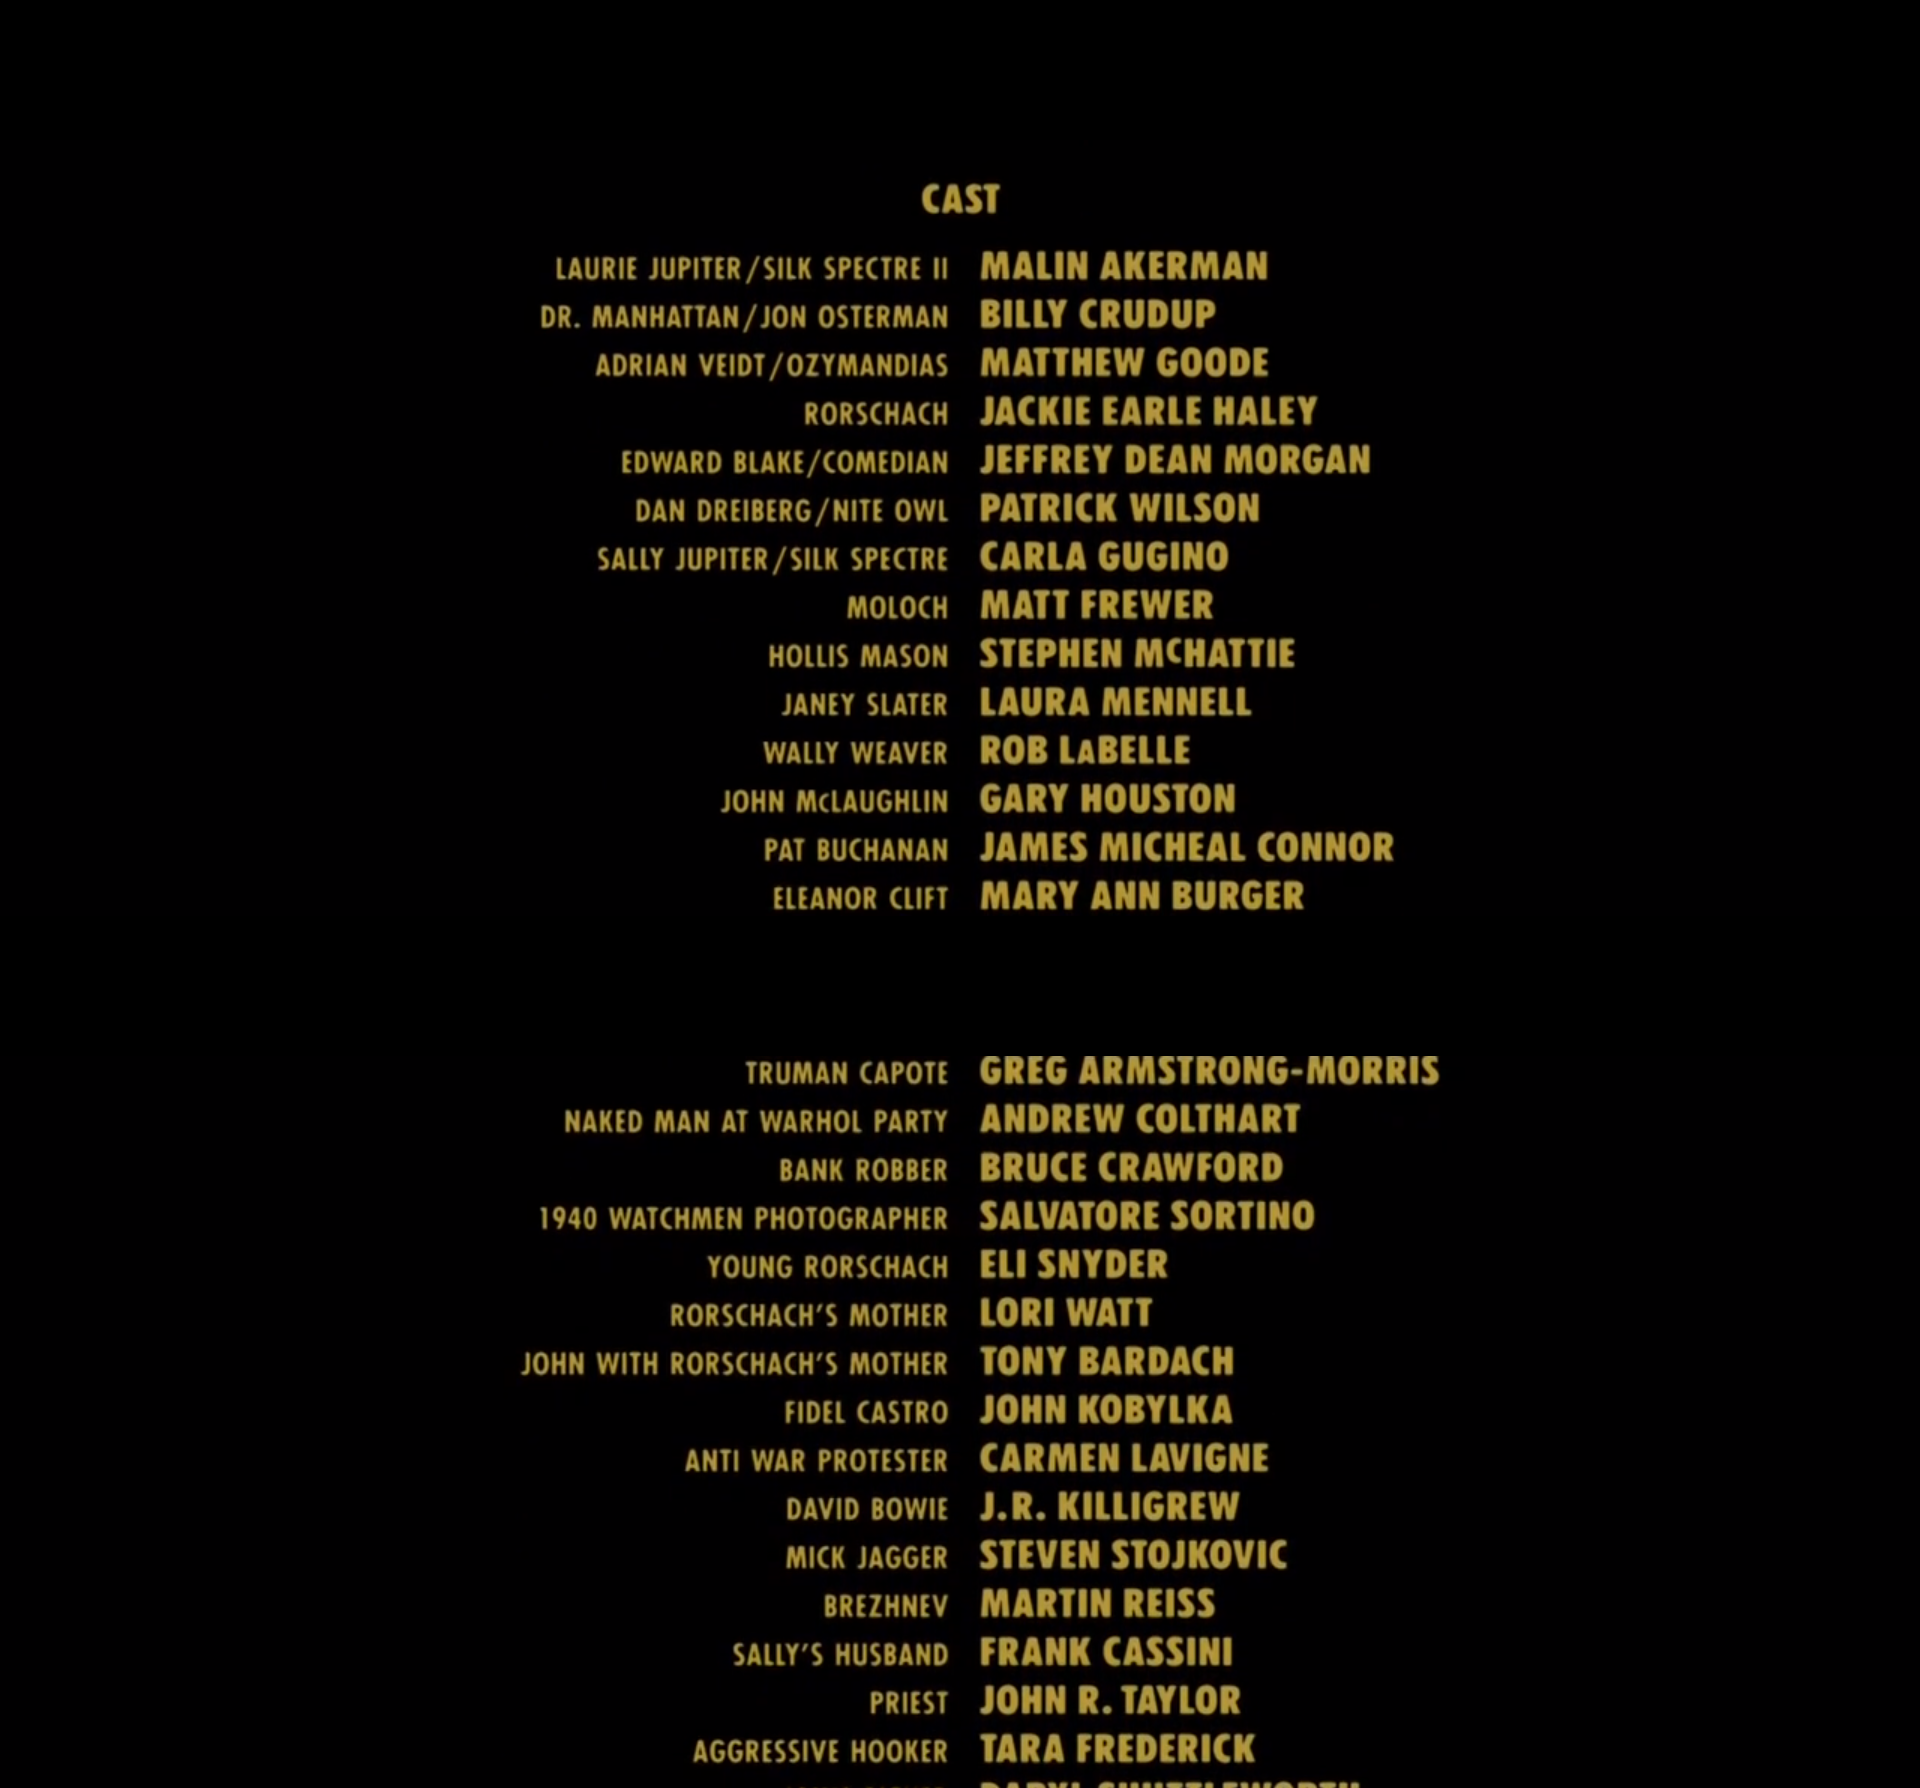 CAST
LAURIE JUPITER/SILK SPECTRE II MALIN AKERMAN
DR. MANHATTAN/JON OSTERMAN BILLY CRUDUP
ADRIAN VEIDT/OZYMANDIAS MATTHEW GOODE
RORSCHACH JACKIE EARLE HALEY
EDWARD BLAKE/COMEDIAN JEFFREY DEAN MORGAN
DAN DREIBERG/NITE OWL PATRICK WILSON
SALLY JUPITER/SILK SPECTRE CARLA GUGINO
MOLOCH MATT FREWER
HOLLIS MASON STEPHEN McHATTIE
JANEY SLATER LAURA MENNELL
WALLY WEAVER ROB LaBELLE
JOHN McLAUGHLIN GARY HOUSTON
PAT BUCHANAN JAMES MICHEAL CONNOR
ELEANOR CLIFT MARY ANN BURGER
TRUMAN CAPOTE GREG ARMSTRONG-MORRIS
NAKED MAN AT WARHOL PARTY ANDREW COLTHART
BANK ROBBER BRUCE CRAWFORD
1940 WATCHMEN PHOTOGRAPHER SALVATORE SORTINO
YOUNG RORSCHACH ELI SNYDER
RORSCHACH'S MOTHER LORI WATT
JOHN WITH RORSCHACH'S MOTHER TONY BARDACH
FIDEL CASTRO JOHN KOBYLKA
ANTI WAR PROTESTER CARMEN LAVIGNE
DAVID BOWIE J.R. KILLIGREW
MICK JAGGER STEVEN STOJKOVIC
BREZHNEV MARTIN REISS
SALLY'S HUSBAND FRANK CASSINI
PRIEST JOHN R. TAYLOR
AGGRESSIVE HOOKER TARA FREDERICK